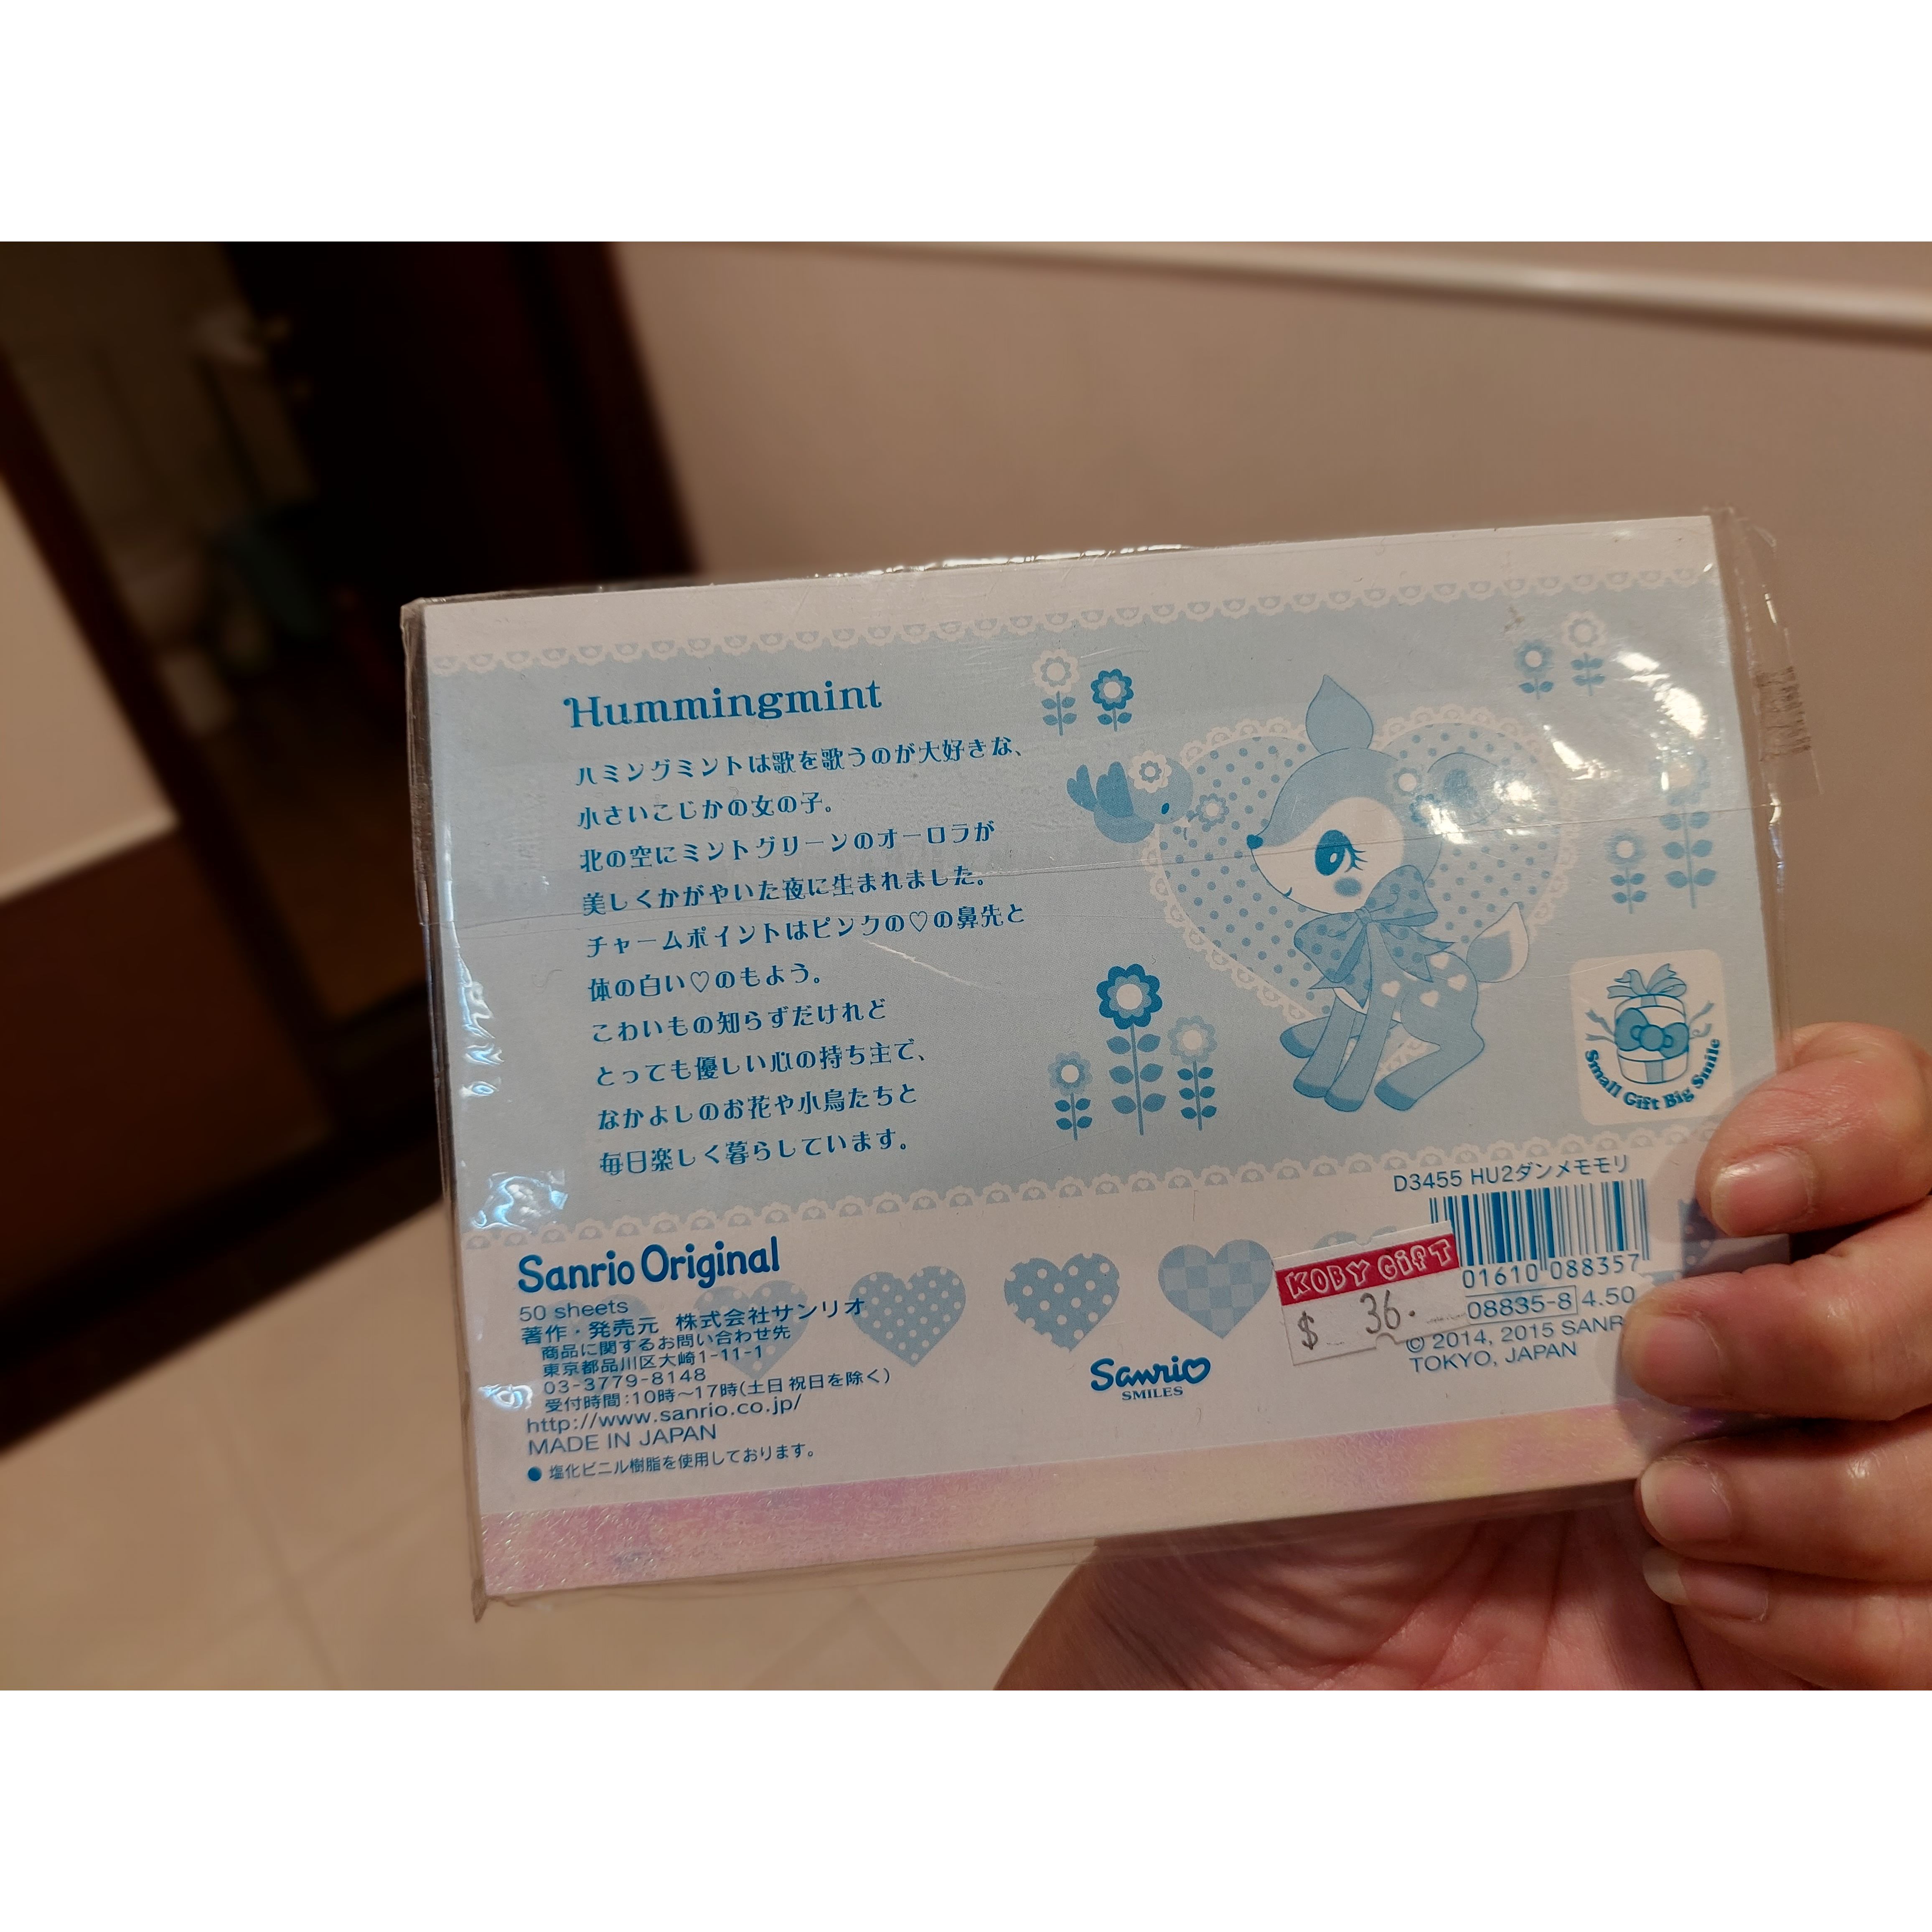 Hummingmint
ハミングミントは歌を歌うのが大好きな、
小さいこじかの女の子。
北の空にミントグリーンのオーロラが
美しくかがやいた夜に生まれました。
チャームポイントはピンクの♡の鼻先と
体の白い♡のもよう。
こわいもの知らずだけれど
とっても優しい心の持ち主で、
なかよしのお花や小鳥たちと
毎日楽しく暮らしています。
Small Gift Big Smile
D3455 HU2ダンメモモリ
01610 088357
08835-8 4.50
© 2014, 2015 SANR
TOKYO, JAPAN
KOBY GIFT
$ 36.
Sanrio
SMILES
Sanrio Original
50 sheets
著作・発売元 株式会社サンリオ
商品に関するお問い合わせ先
東京都品川区大崎1-11-1
03-3779-8148
受付時間:10時~17時(土日祝日を除く)
http://www.sanrio.co.jp/
MADE IN JAPAN
● 塩化ビニル樹脂を使用しております。